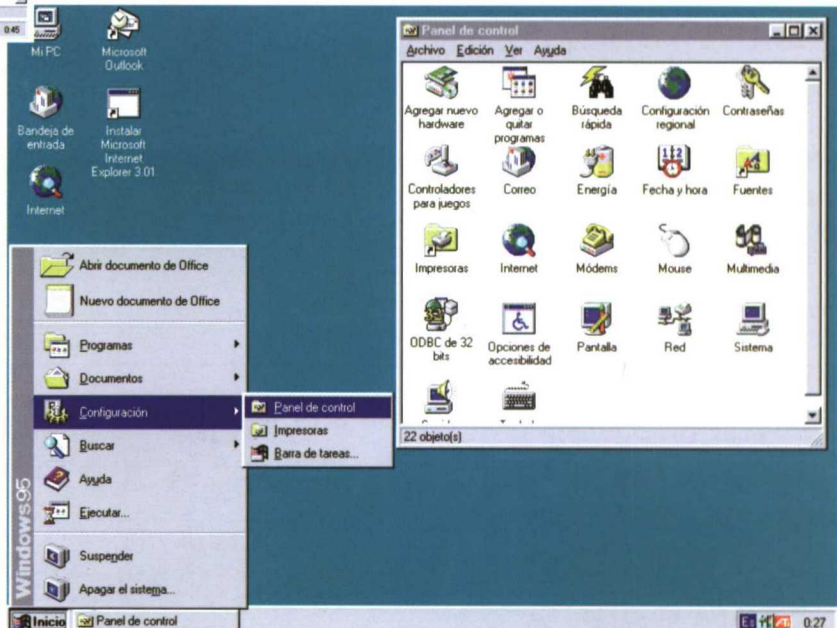 0:45
Mi PC
Microsoft
Outlook
Bandeja de
entrada
Instalar
Microsoft
Internet
Explorer 3.01
Internet
Panel de control
Archivo Edición Ver Ayuda
Agregar nuevo
hardware
Agregar o
quitar
programas
Búsqueda
rápida
Configuración
regional
Contraseñas
Controladores
para juegos
Correo
Energía
Fecha y hora
Fuentes
Impresoras
Internet
Módems
Mouse
Multimedia
ODBC de 32
bits
Opciones de
accesibilidad
Pantalla
Red
Sistema
22 objeto(s)
Abrir documento de Office
Nuevo documento de Office
Programas
Documentos
Configuración
Buscar
Ayuda
Ejecutar...
Suspender
Apagar el sistema...
Windows95
Panel de control
Impresoras
Barra de tareas...
Inicio
Panel de control
Es
0:27